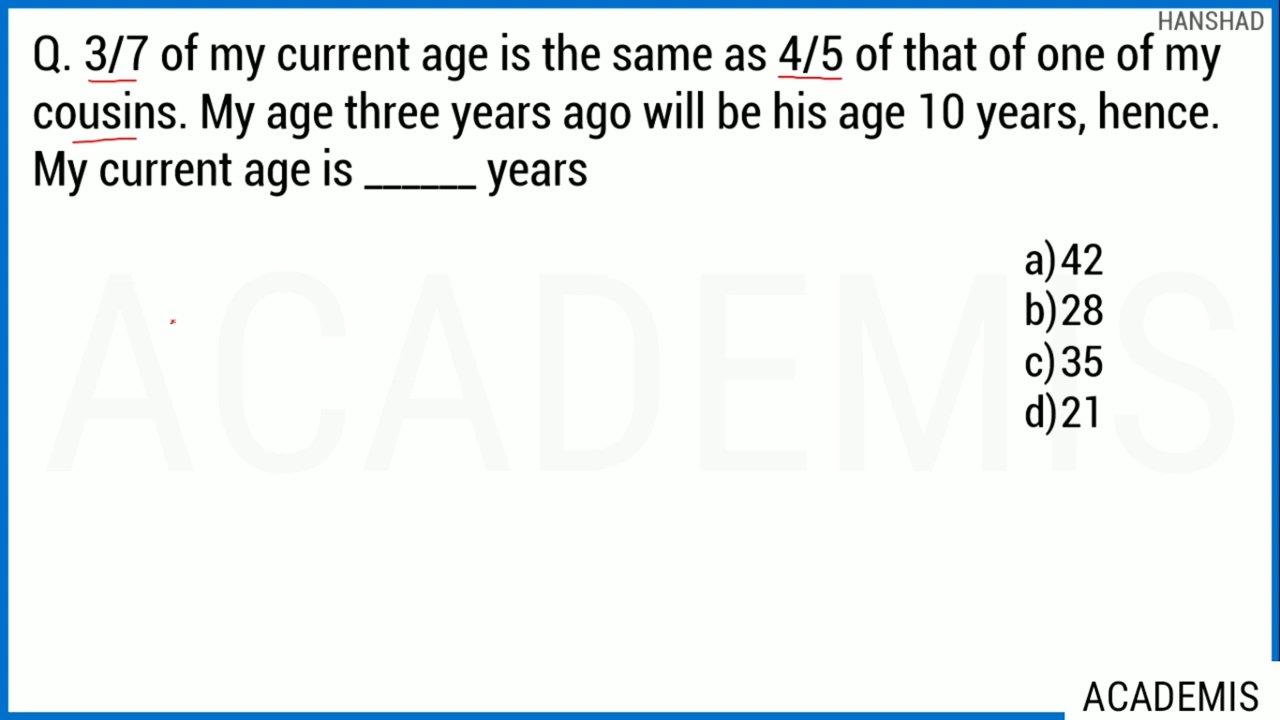 HANSHAD
Q. 3/7 of my current age is the same as 4/5 of that of one of my
cousins. My age three years ago will be his age 10 years, hence.
My current age is ______ years
a)42
b)28
c)35
d)21
ACADEMIS
ACADEMIS